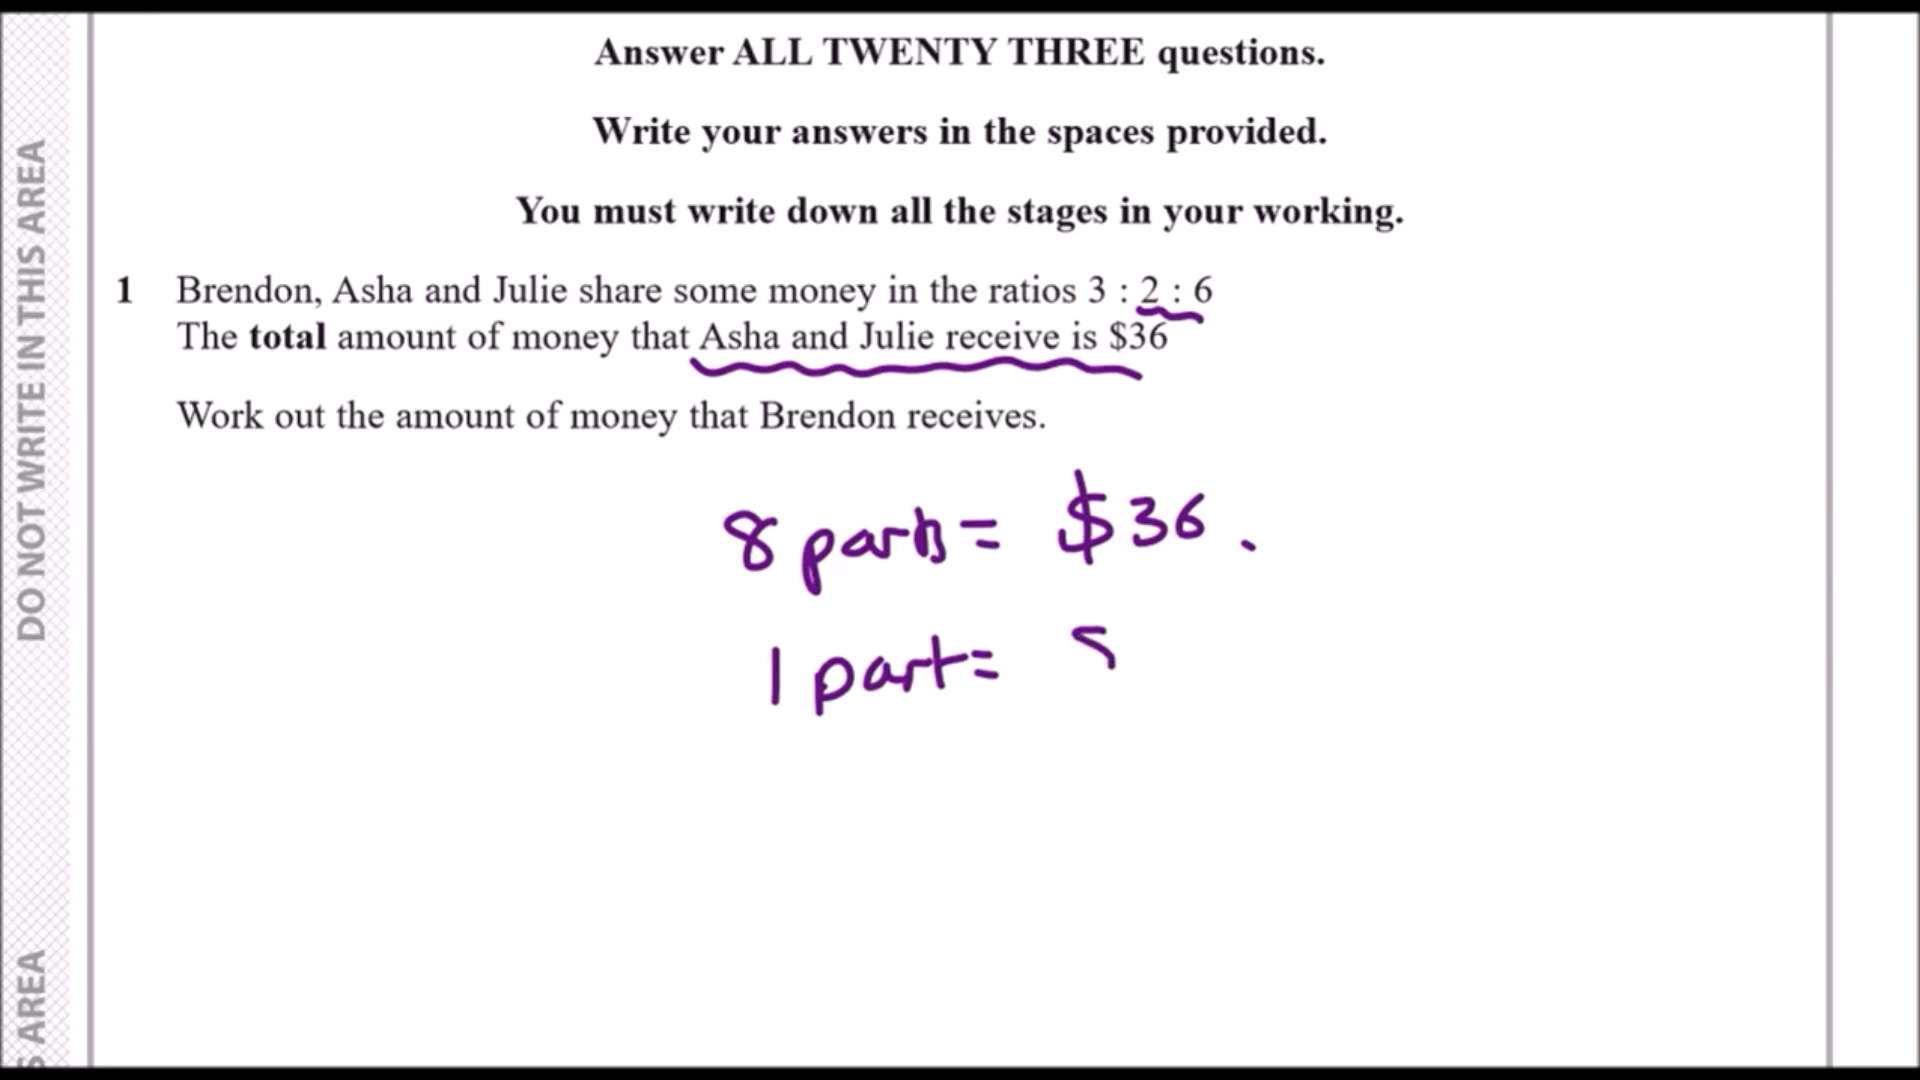 Answer ALL TWENTY THREE questions.
Write your answers in the spaces provided.
You must write down all the stages in your working.
1 Brendon, Asha and Julie share some money in the ratios 3 : 2 : 6
The total amount of money that Asha and Julie receive is $36
Work out the amount of money that Brendon receives.
8 parts = $36.
1 part =
DO NOT WRITE IN THIS AREA
S AREA